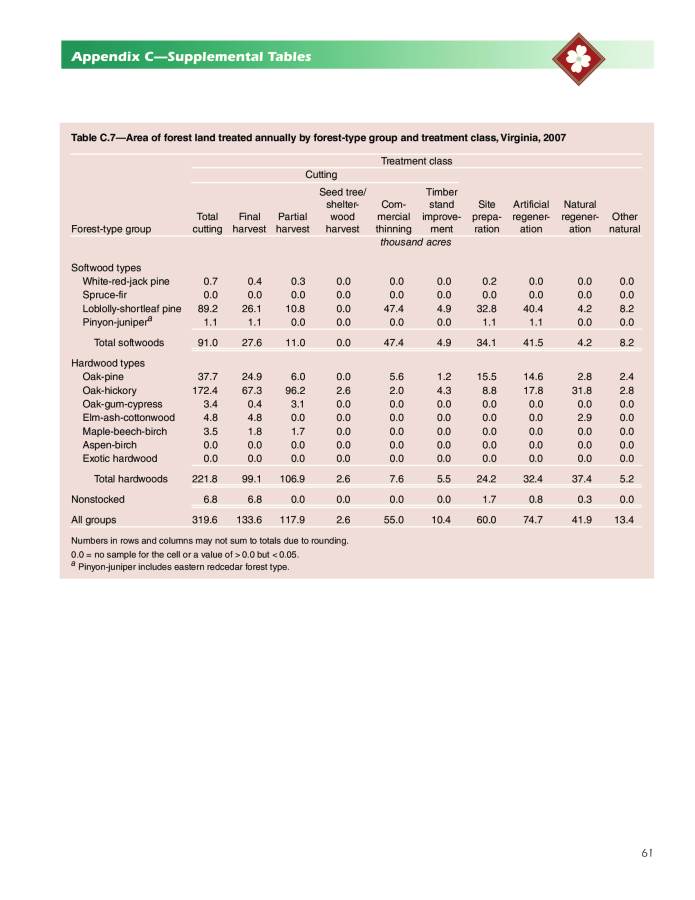 Appendix C—Supplemental Tables
Table C.7—Area of forest land treated annually by forest-type group and treatment class, Virginia, 2007
Treatment class
Cutting
Seed tree/ Timber
shelter- Com- stand Site Artificial Natural
Total Final Partial wood mercial improve- prepa- regener- regener- Other
Forest-type group cutting harvest harvest harvest thinning ment ration ation ation natural
thousand acres
Softwood types
White-red-jack pine 0.7 0.4 0.3 0.0 0.0 0.0 0.2 0.0 0.0 0.0
Spruce-fir 0.0 0.0 0.0 0.0 0.0 0.0 0.0 0.0 0.0 0.0
Loblolly-shortleaf pine 89.2 26.1 10.8 0.0 47.4 4.9 32.8 40.4 4.2 8.2
Pinyon-juniper^a 1.1 1.1 0.0 0.0 0.0 0.0 1.1 1.1 0.0 0.0
Total softwoods 91.0 27.6 11.0 0.0 47.4 4.9 34.1 41.5 4.2 8.2
Hardwood types
Oak-pine 37.7 24.9 6.0 0.0 5.6 1.2 15.5 14.6 2.8 2.4
Oak-hickory 172.4 67.3 96.2 2.6 2.0 4.3 8.8 17.8 31.8 2.8
Oak-gum-cypress 3.4 0.4 3.1 0.0 0.0 0.0 0.0 0.0 0.0 0.0
Elm-ash-cottonwood 4.8 4.8 0.0 0.0 0.0 0.0 0.0 0.0 2.9 0.0
Maple-beech-birch 3.5 1.8 1.7 0.0 0.0 0.0 0.0 0.0 0.0 0.0
Aspen-birch 0.0 0.0 0.0 0.0 0.0 0.0 0.0 0.0 0.0 0.0
Exotic hardwood 0.0 0.0 0.0 0.0 0.0 0.0 0.0 0.0 0.0 0.0
Total hardwoods 221.8 99.1 106.9 2.6 7.6 5.5 24.2 32.4 37.4 5.2
Nonstocked 6.8 6.8 0.0 0.0 0.0 0.0 1.7 0.8 0.3 0.0
All groups 319.6 133.6 117.9 2.6 55.0 10.4 60.0 74.7 41.9 13.4
Numbers in rows and columns may not sum to totals due to rounding.
0.0 = no sample for the cell or a value of > 0.0 but < 0.05.
^a Pinyon-juniper includes eastern redcedar forest type.
61